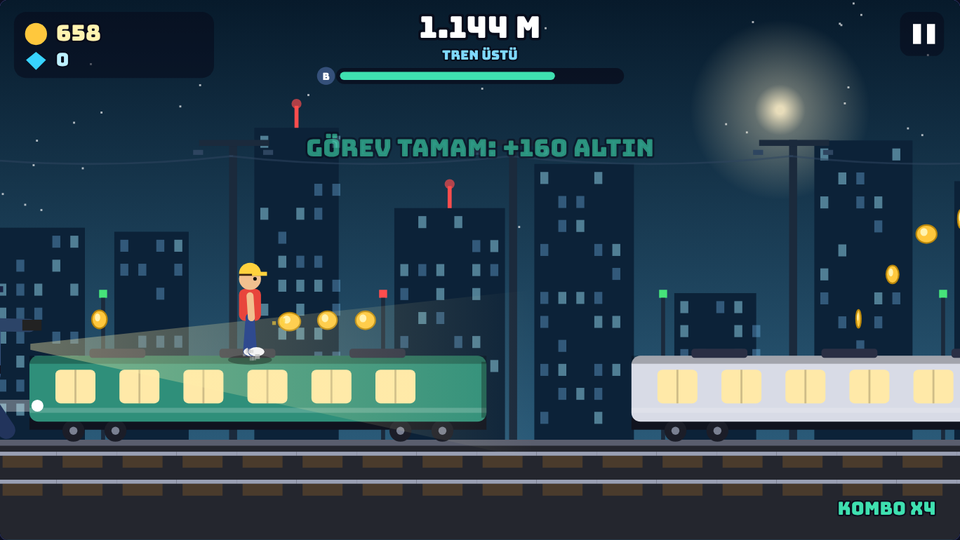 658
0
1.144 M
TREN ÜSTÜ
B
GÖREV TAMAM: +160 ALTIN
KOMBO X4